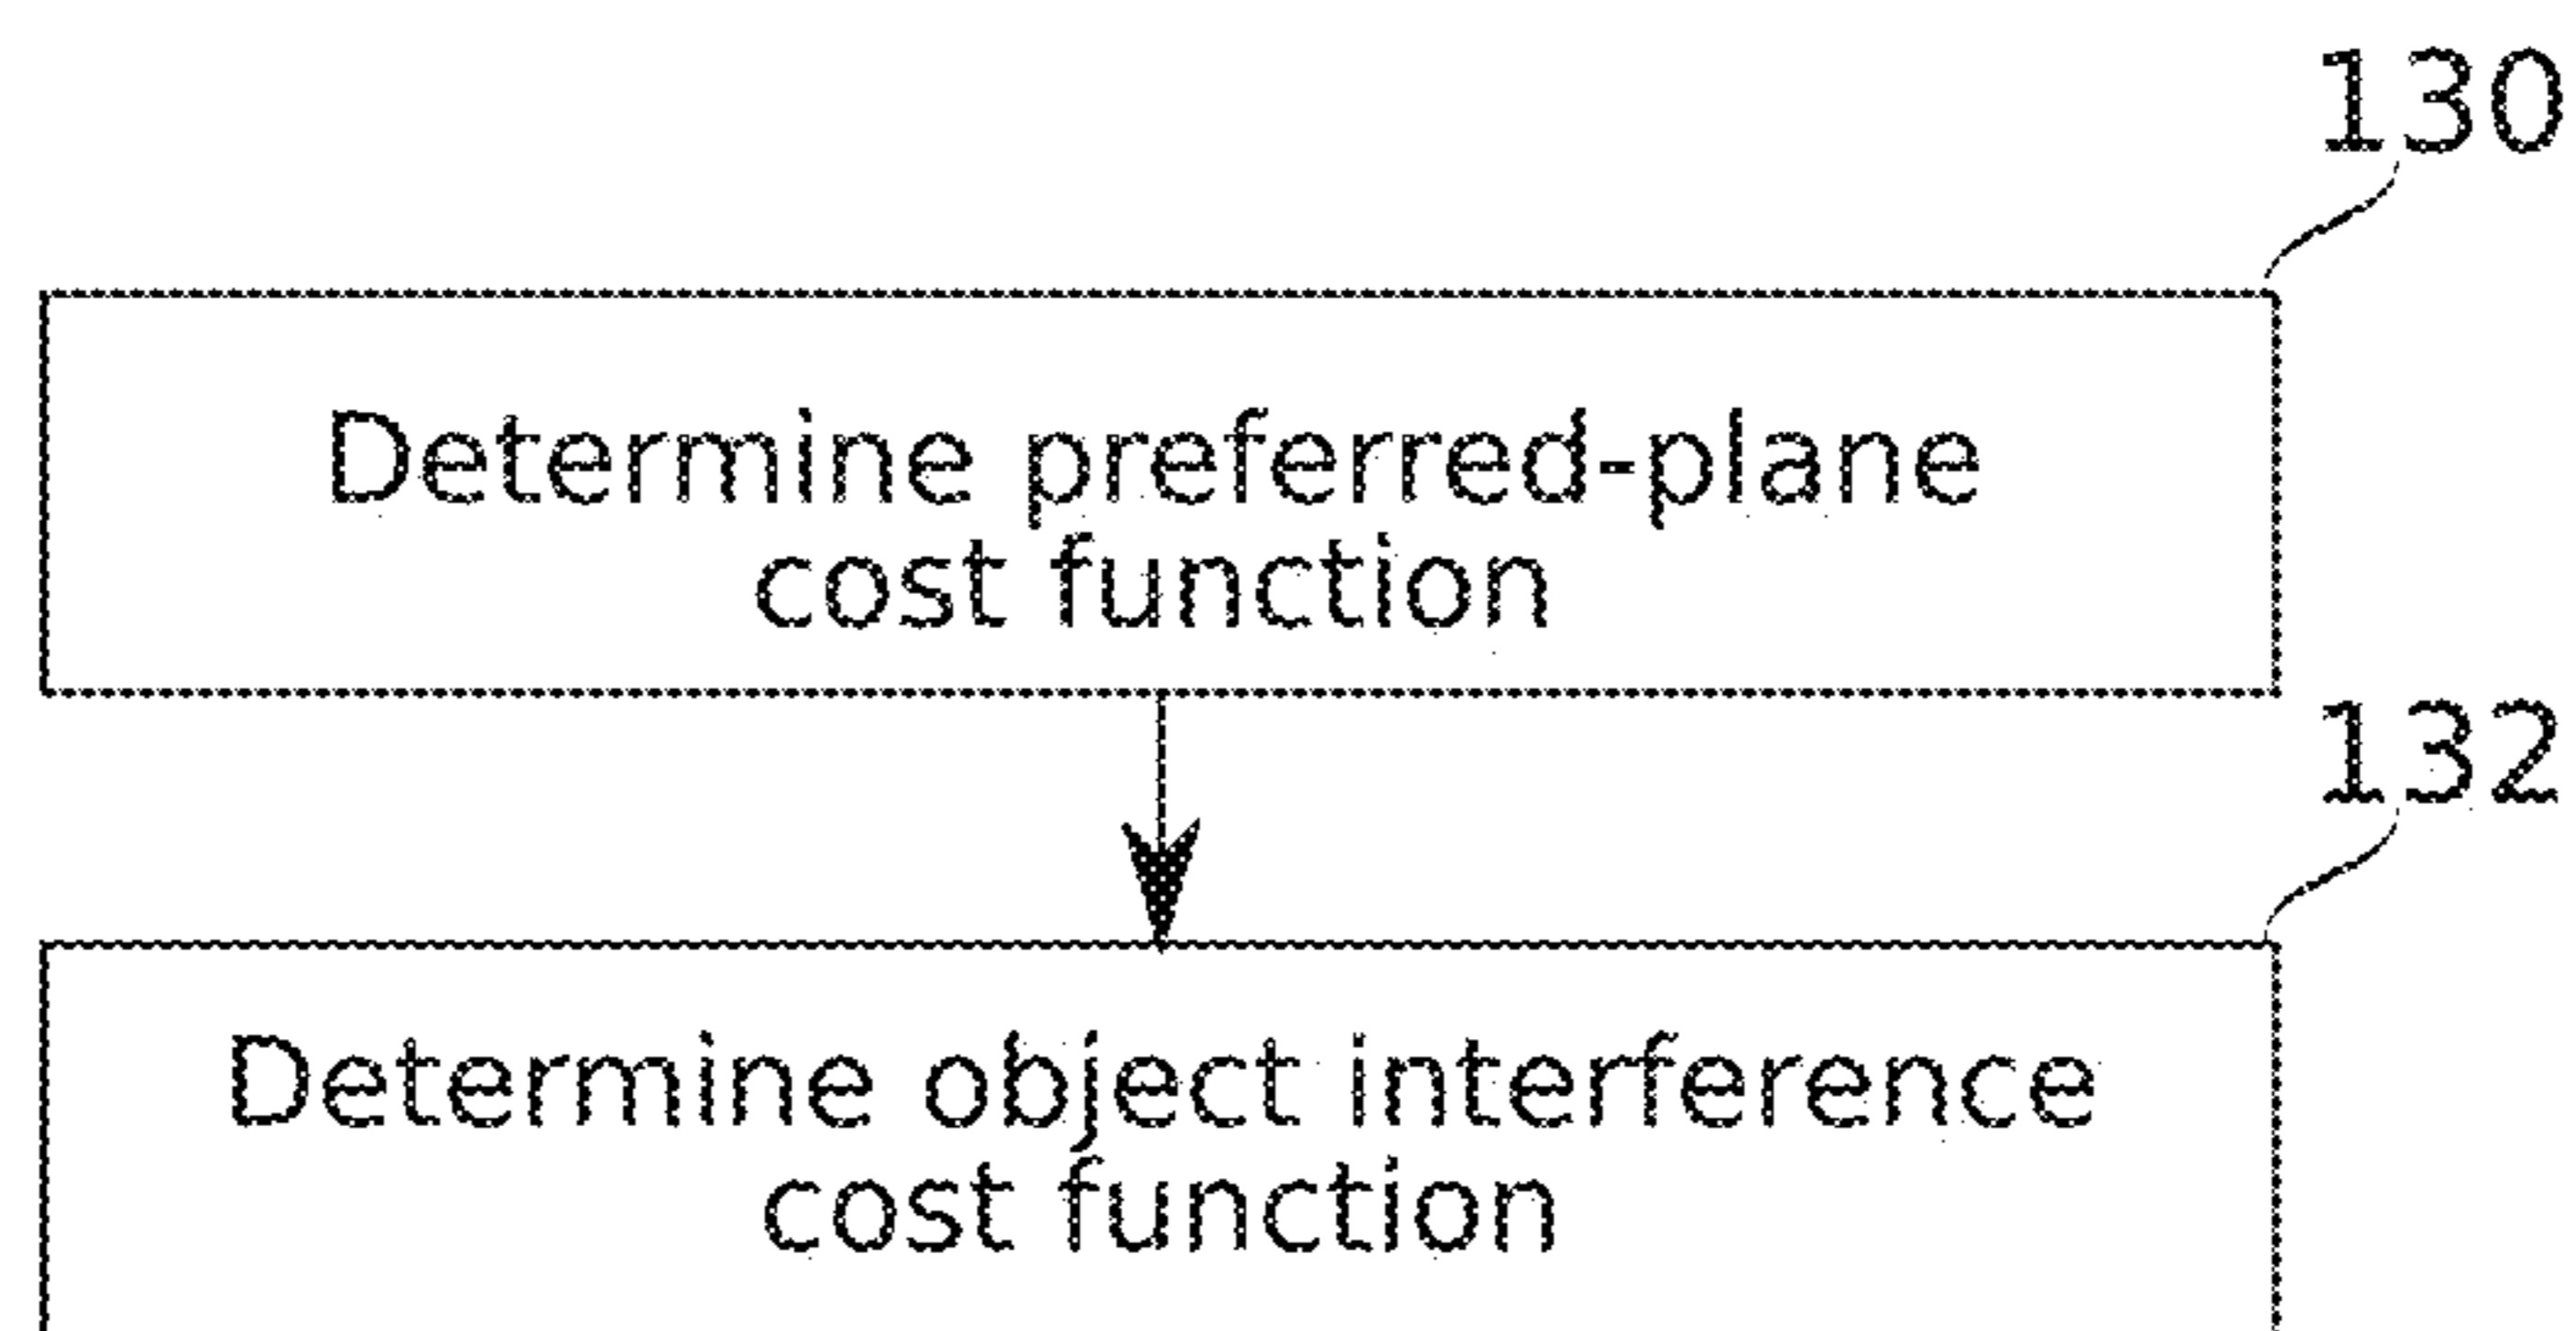 130
Determine preferred-plane
cost function
132
Determine object interference
cost function